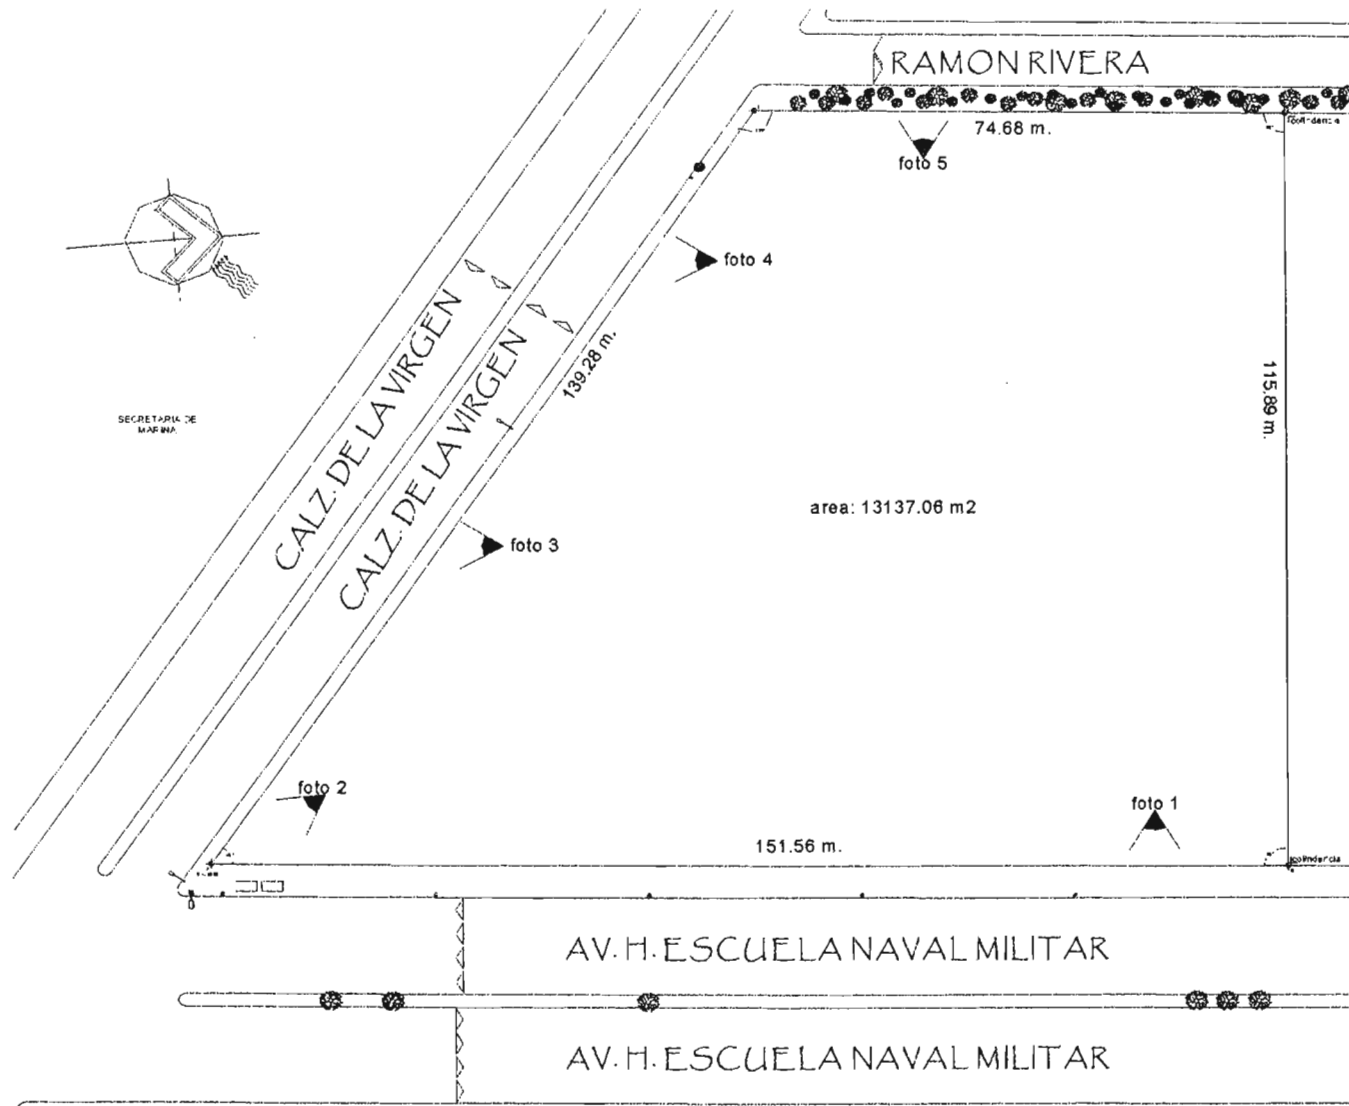 RAMON RIVERA
colindancia
74.68 m.
foto 5
foto 4
CALZ. DE LA VIRGEN
CALZ. DE LA VIRGEN
139.28 m.
115.89 m.
SECRETARIA DE
MARINA
area: 13137.06 m2
foto 3
foto 2
foto 1
151.56 m.
colindancia
AV. H. ESCUELA NAVAL MILITAR
AV. H. ESCUELA NAVAL MILITAR